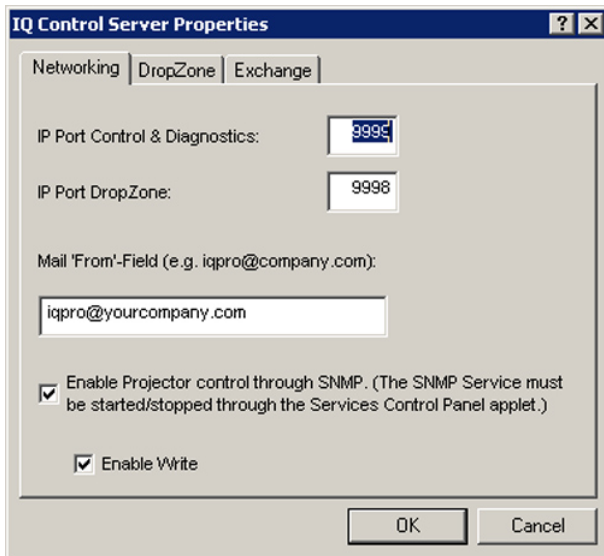 IQ Control Server Properties
Networking DropZone Exchange
IP Port Control & Diagnostics: 9999
IP Port DropZone: 9998
Mail 'From'-Field (e.g. iqpro@company.com):
iqpro@yourcompany.com
Enable Projector control through SNMP. (The SNMP Service must
be started/stopped through the Services Control Panel applet.)
Enable Write
OK Cancel